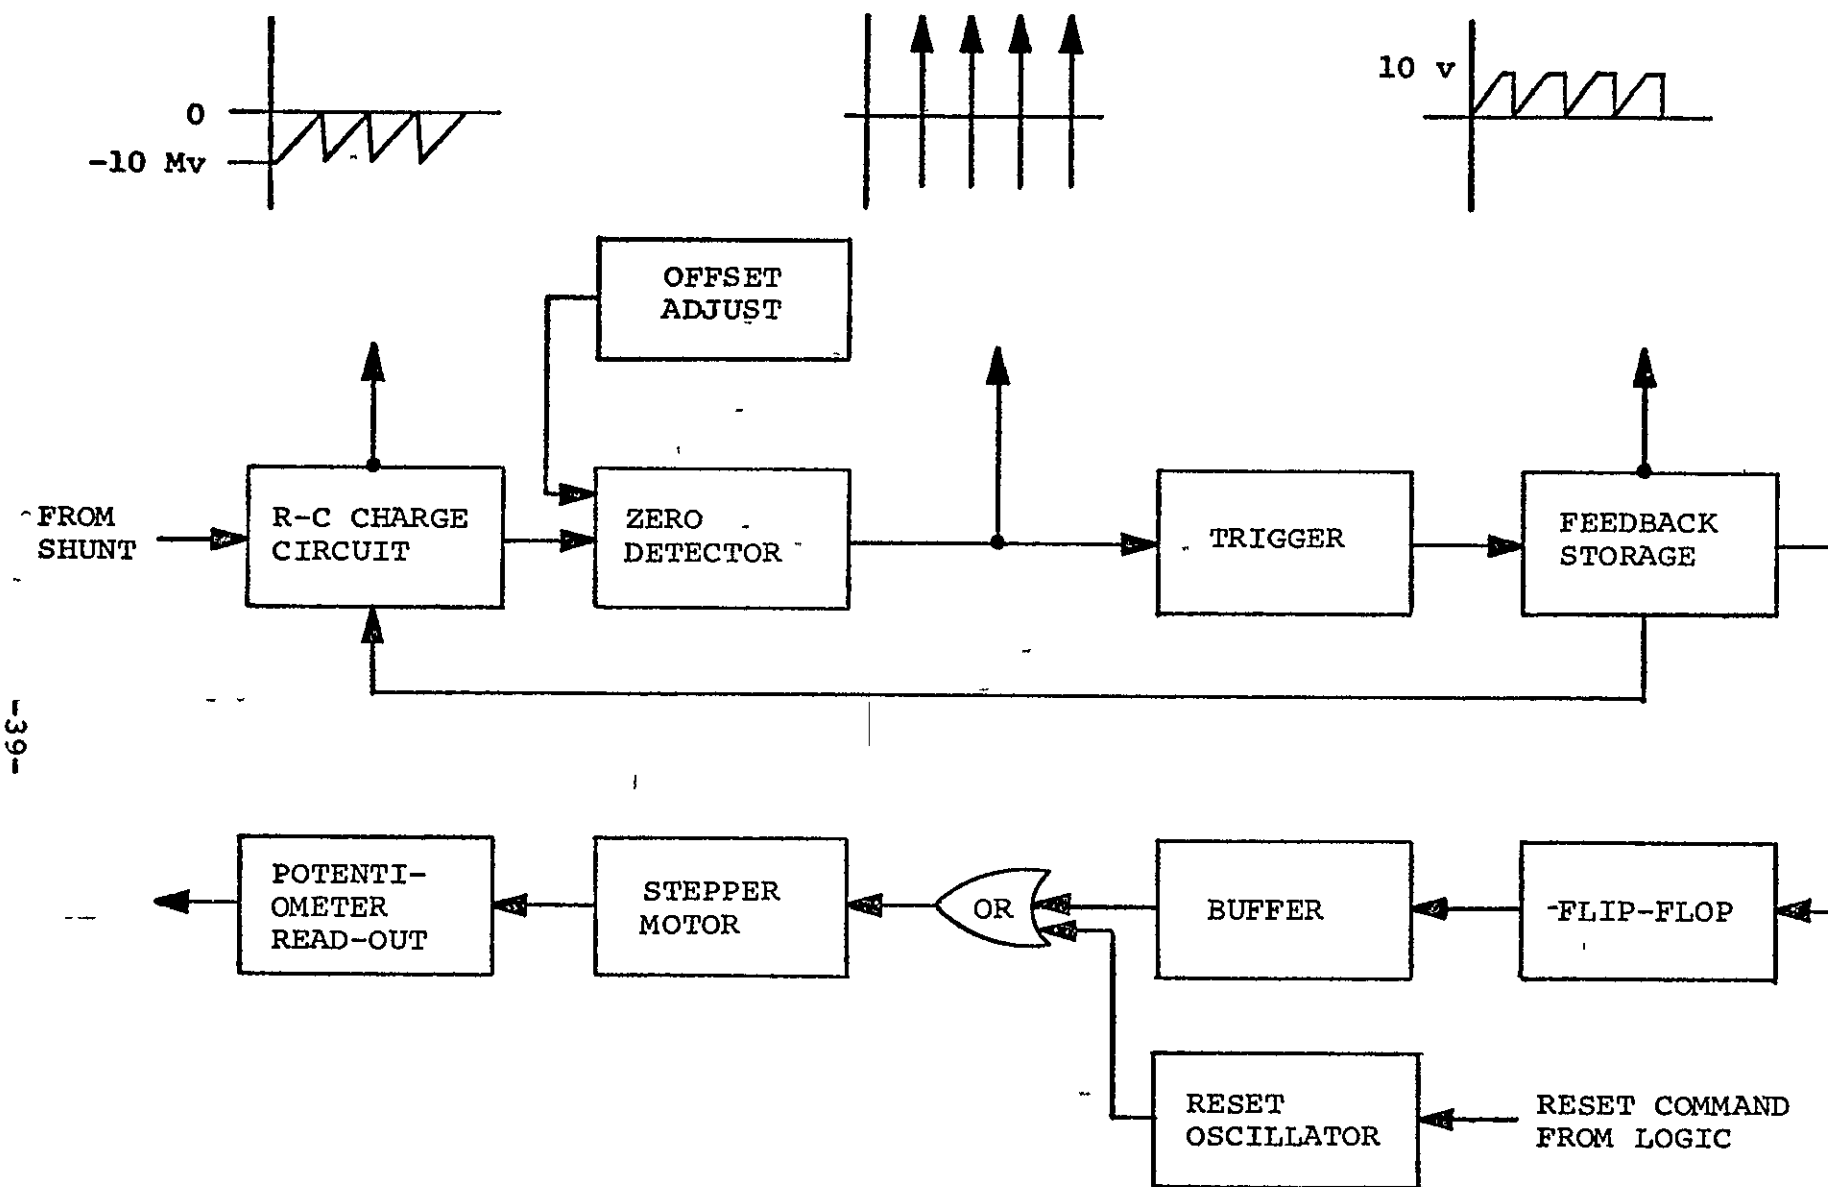 0
-10 Mv
10 v
OFFSET
ADJUST
FROM
SHUNT
R-C CHARGE
CIRCUIT
ZERO
DETECTOR
TRIGGER
FEEDBACK
STORAGE
-39-
POTENTI-
OMETER
READ-OUT
STEPPER
MOTOR
OR
BUFFER
FLIP-FLOP
RESET
OSCILLATOR
RESET COMMAND
FROM LOGIC